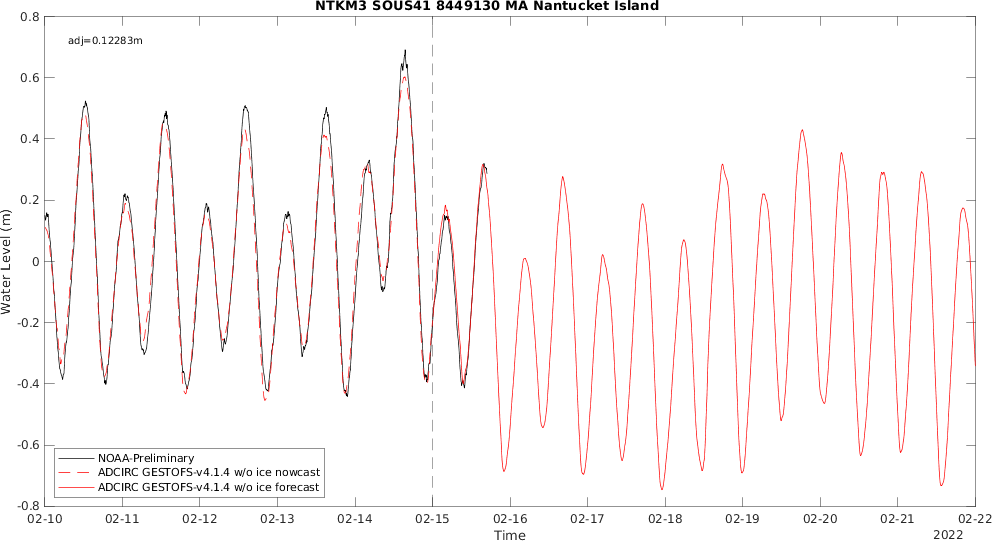 NTKM3 SOUS41 8449130 MA Nantucket Island
adj=0.12283m
0.8
0.6
0.4
0.2
0
-0.2
-0.4
-0.6
-0.8
Water Level (m)
NOAA-Preliminary
ADCIRC GESTOFS-v4.1.4 w/o ice nowcast
ADCIRC GESTOFS-v4.1.4 w/o ice forecast
02-10 02-11 02-12 02-13 02-14 02-15 02-16 02-17 02-18 02-19 02-20 02-21 02-22
Time
2022